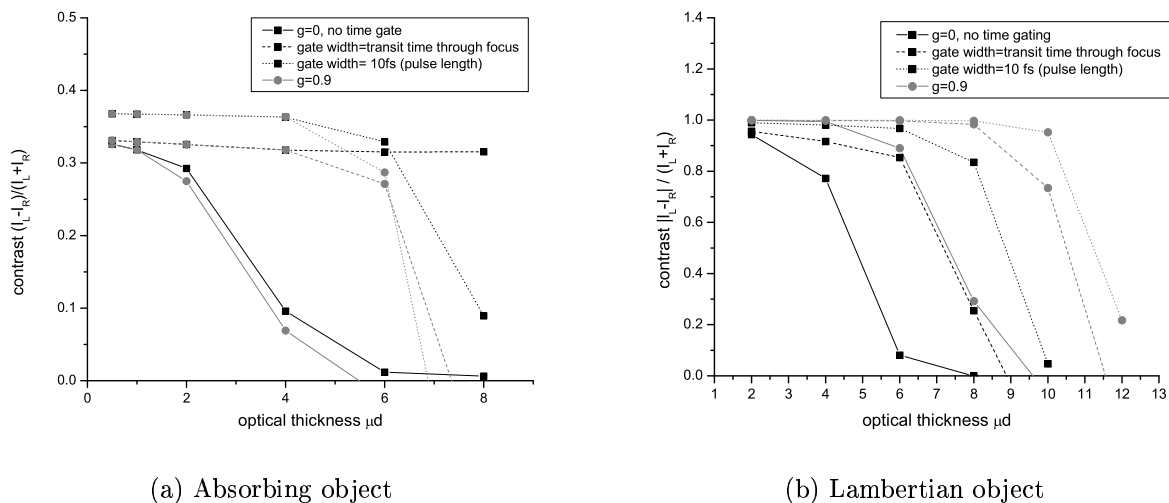 g=0, no time gate
gate width=transit time through focus
gate width= 10fs (pulse length)
g=0.9
contrast (I_L-I_R)/(I_L+I_R)
0.5
0.4
0.3
0.2
0.1
0.0
0 2 4 6 8
optical thickness μd
(a) Absorbing object
g=0, no time gating
gate width=transit time through focus
gate width=10 fs (pulse length)
g=0.9
contrast |I_L-I_R| / (I_L+I_R)
1.0
0.8
0.6
0.4
0.2
0.0
1 2 3 4 5 6 7 8 9 10 11 12 13
optical thickness μd
(b) Lambertian object